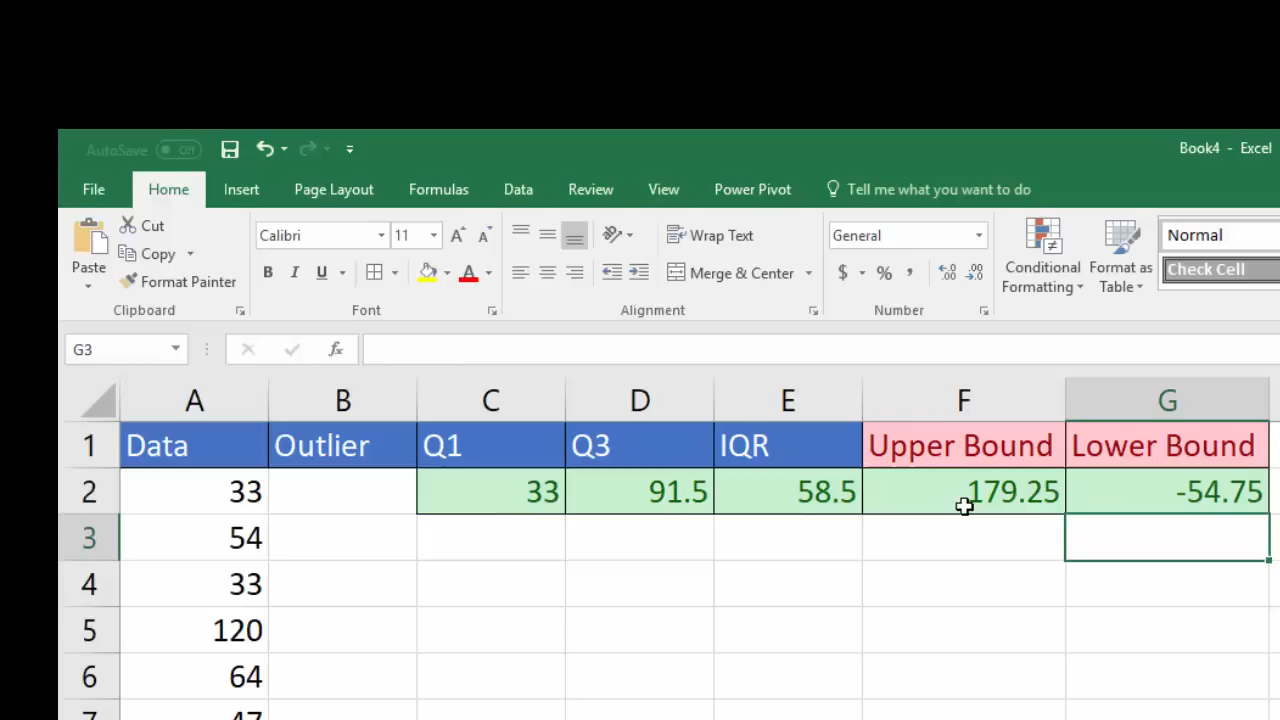 AutoSave Off
Book4 - Excel
File Home Insert Page Layout Formulas Data Review View Power Pivot Tell me what you want to do
Paste
Cut
Copy
Format Painter
Clipboard
Calibri 11 A A
B I U A
Font
Wrap Text
Merge & Center
Alignment
General
$ % ,
Number
Conditional
Formatting
Format as
Table
Normal
Check Cell
G3 fx
A B C D E F G
1 Data Outlier Q1 Q3 IQR Upper Bound Lower Bound
2 33 33 91.5 58.5 179.25 -54.75
3 54
4 33
5 120
6 64
7 47